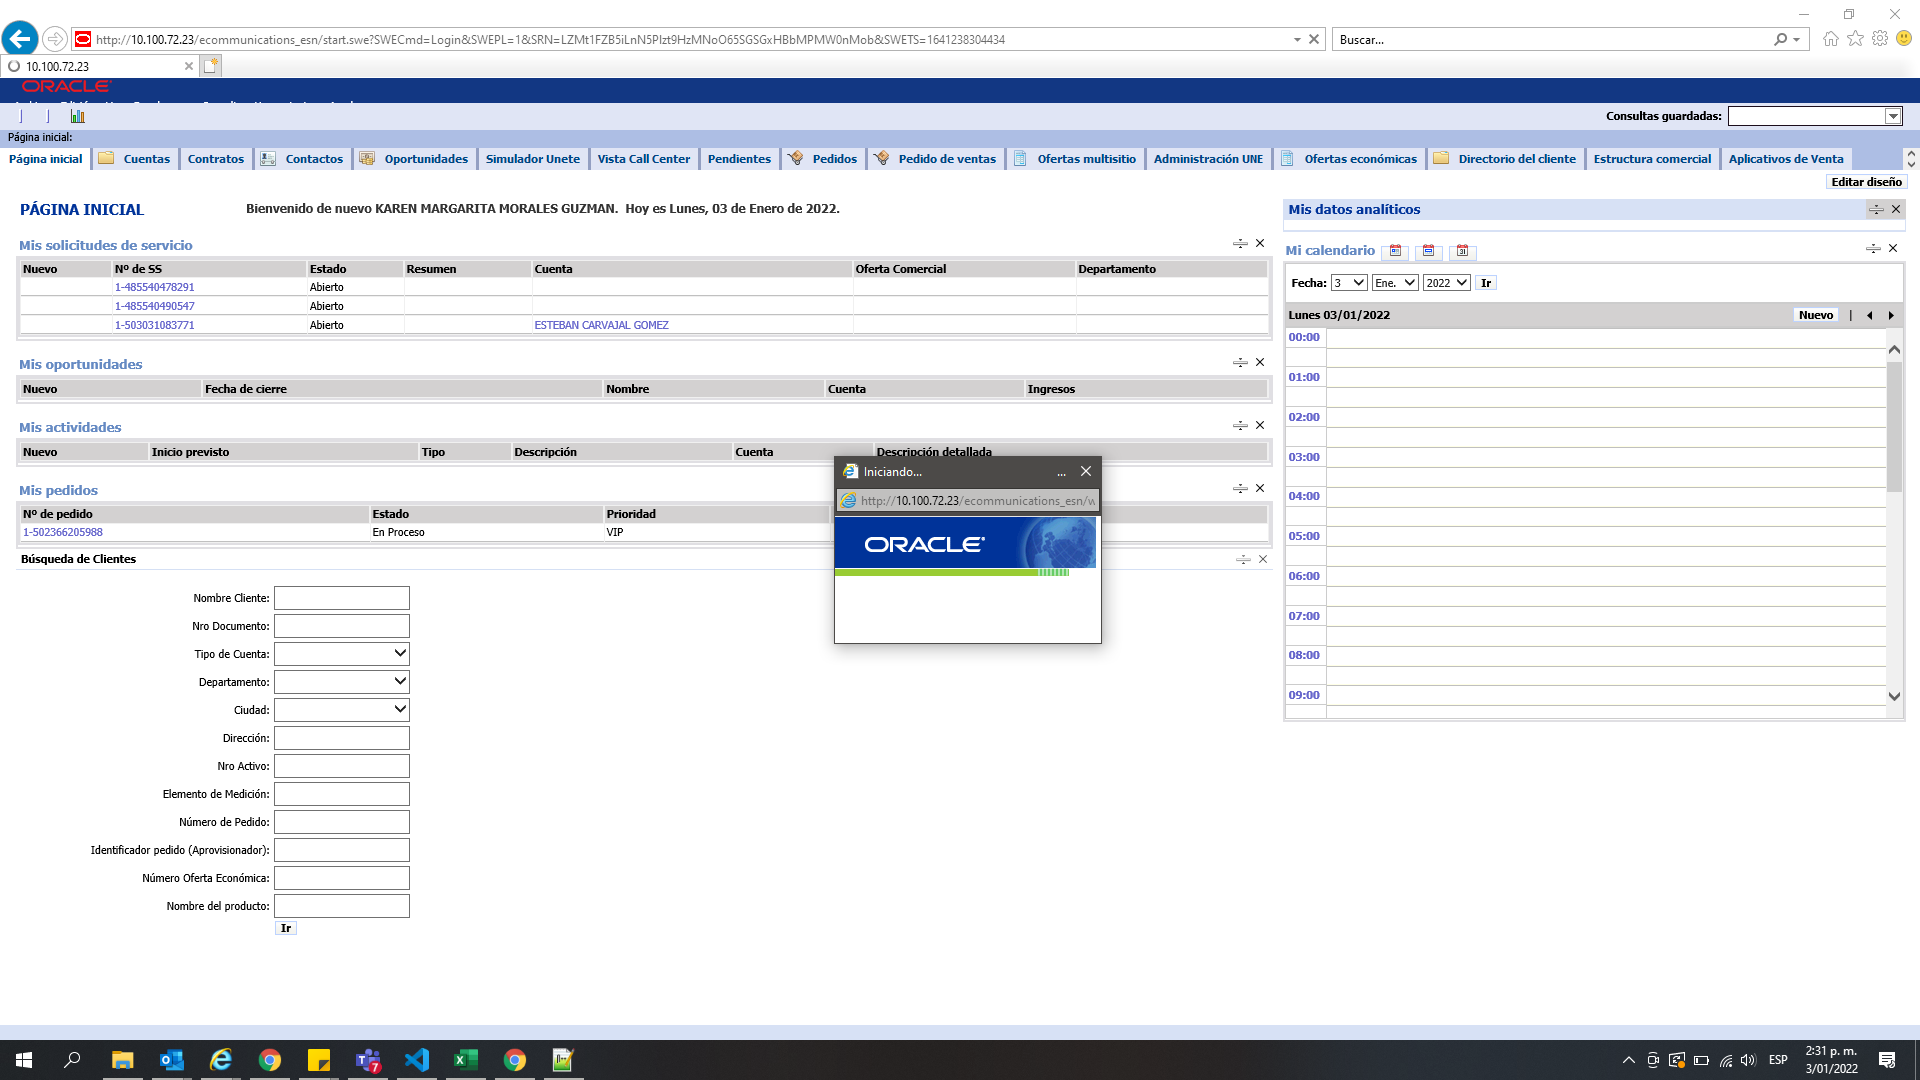 http://10.100.72.23/ecommunications_esn/start.swe?SWECmd=Login&SWEPL=1&SRN=LZMt1FZB5iLnN5PIzt9HzMNoO65SGSGxHBbMPMW0nMob&SWETS=1641238304434
Buscar...
10.100.72.23
ORACLE
Consultas guardadas:
Página inicial:
Página inicial Cuentas Contratos Contactos Oportunidades Simulador Unete Vista Call Center Pendientes Pedidos Pedido de ventas Ofertas multisitio Administración UNE Ofertas económicas Directorio del cliente Estructura comercial Aplicativos de Venta
Editar diseño
PÁGINA INICIAL
Bienvenido de nuevo KAREN MARGARITA MORALES GUZMAN. Hoy es Lunes, 03 de Enero de 2022.
Mis solicitudes de servicio
Nuevo Nº de SS Estado Resumen Cuenta Oferta Comercial Departamento
1-485540478291 Abierto
1-485540490547 Abierto
1-503031083771 Abierto ESTEBAN CARVAJAL GOMEZ
Mis oportunidades
Nuevo Fecha de cierre Nombre Cuenta Ingresos
Mis actividades
Nuevo Inicio previsto Tipo Descripción Cuenta Descripción detallada
Mis pedidos
Nº de pedido Estado Prioridad
1-502366205988 En Proceso VIP
Búsqueda de Clientes
Nombre Cliente:
Nro Documento:
Tipo de Cuenta:
Departamento:
Ciudad:
Dirección:
Nro Activo:
Elemento de Medición:
Número de Pedido:
Identificador pedido (Aprovisionador):
Número Oferta Económica:
Nombre del producto:
Ir
Iniciando... ...
http://10.100.72.23/ecommunications_esn/w
ORACLE
Mis datos analíticos
Mi calendario
31
Fecha: 3 Ene. 2022 Ir
Lunes 03/01/2022 Nuevo |
00:00
01:00
02:00
03:00
04:00
05:00
06:00
07:00
08:00
09:00
7
ESP
2:31 p. m.
3/01/2022